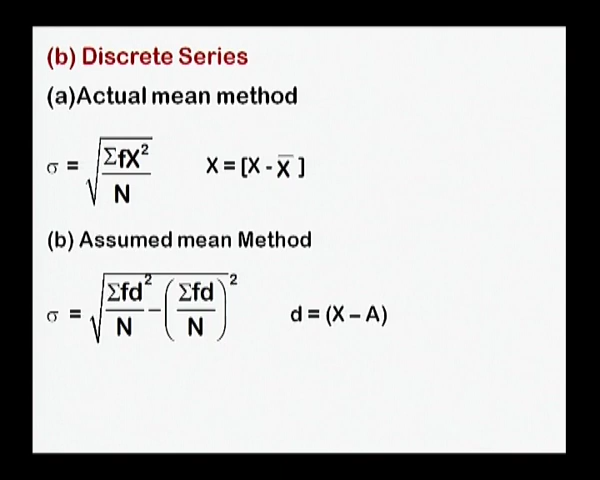 (b) Discrete Series
(a)Actual mean method
σ = √(ΣfX² / N) X = [X - X̄ ]
(b) Assumed mean Method
σ = √(Σfd² / N − (Σfd / N)²) d = (X – A)